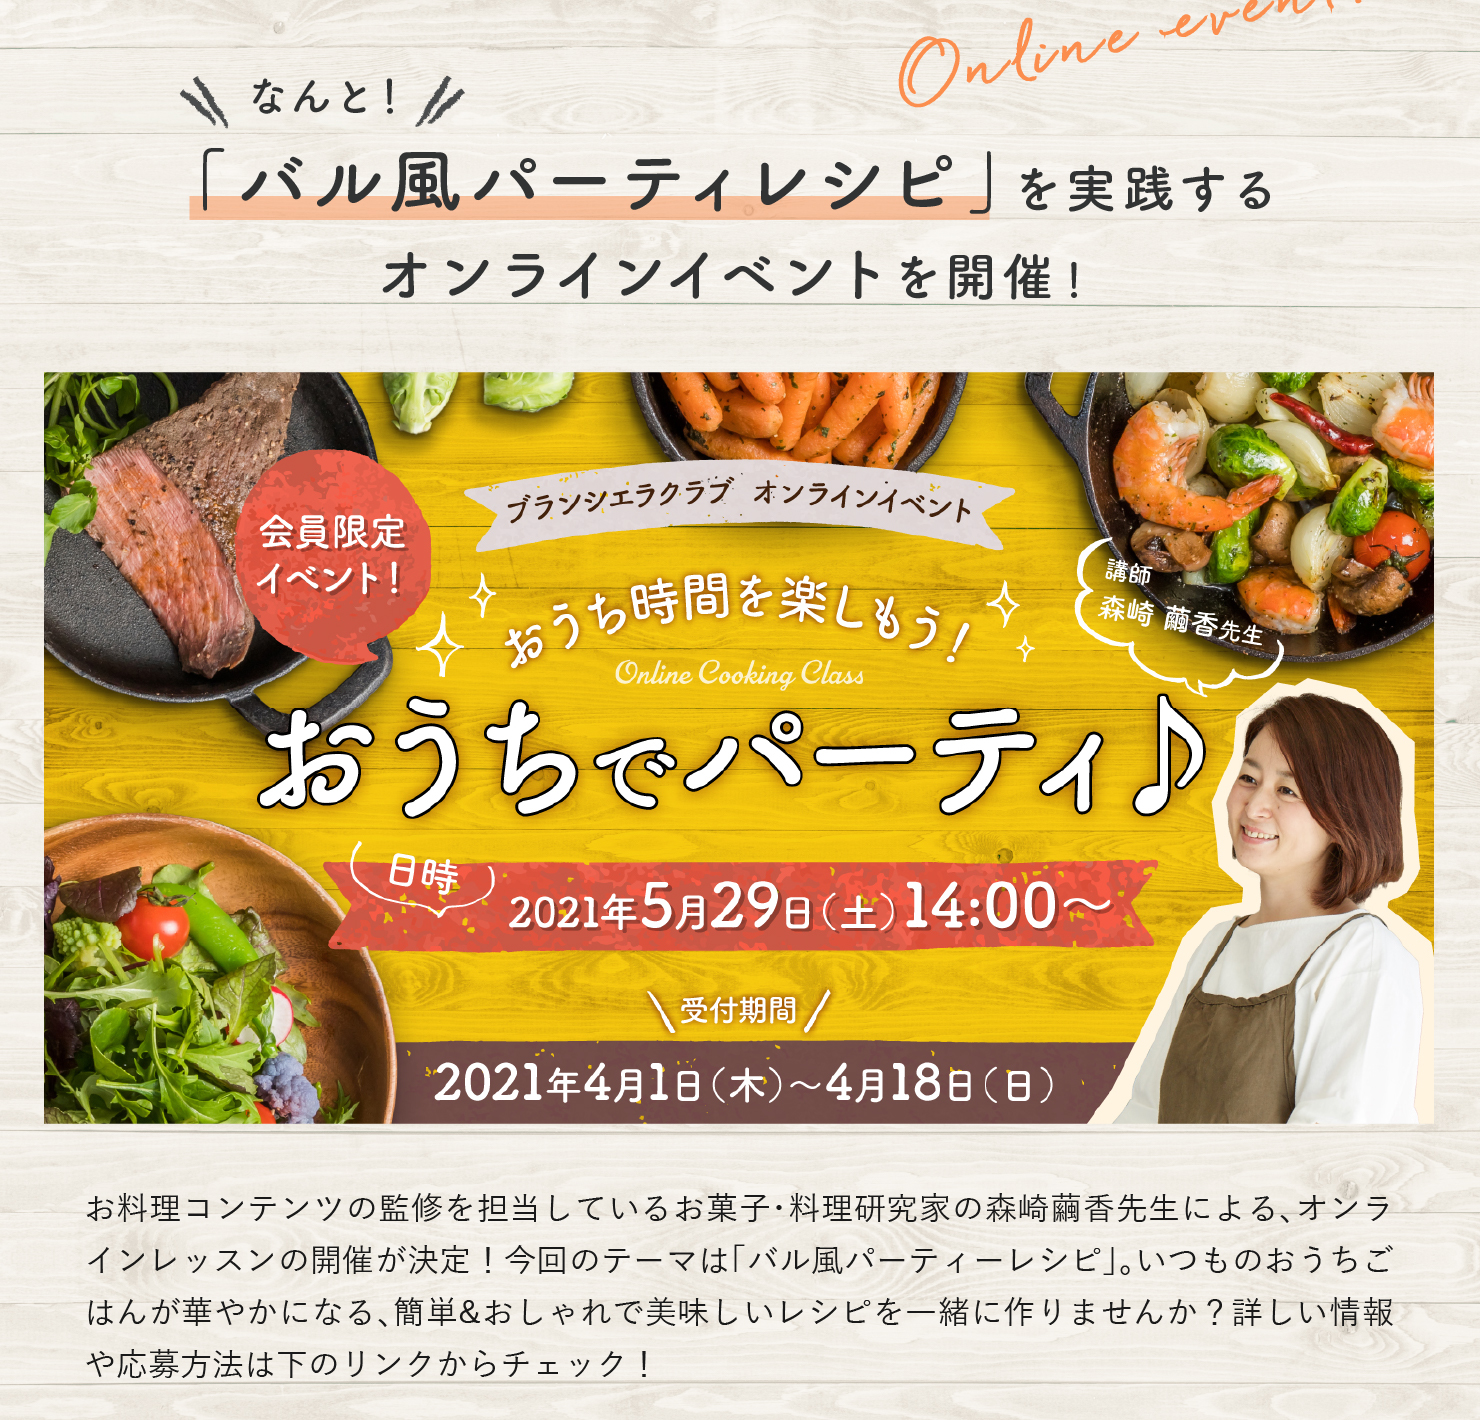 Online event
なんと!
「バル風パーティレシピ」を実践する
オンラインイベントを開催!
会員限定
イベント!
ブランシエラクラブ オンラインイベント
講師
森崎 繭香先生
おうち時間を楽しもう!
Online Cooking Class
おうちでパーティ♪
日時
2021年5月29日(土)14:00〜
受付期間
2021年4月1日(木)〜4月18日(日)
お料理コンテンツの監修を担当しているお菓子・料理研究家の森崎繭香先生による、オンラ
インレッスンの開催が決定!今回のテーマは「バル風パーティーレシピ」。いつものおうちご
はんが華やかになる、簡単&おしゃれで美味しいレシピを一緒に作りませんか?詳しい情報
や応募方法は下のリンクからチェック!